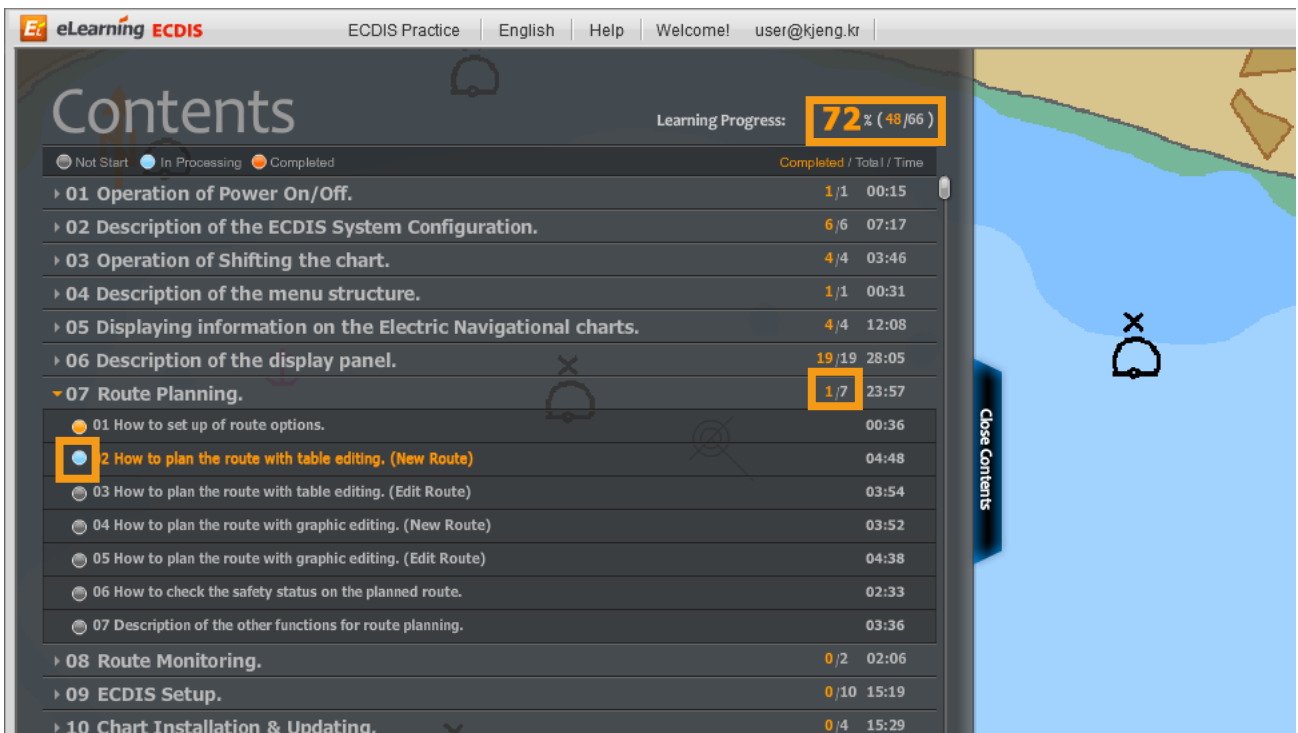 Ei eLearning ECDIS ECDIS Practice English Help Welcome! user@kjeng.kr
Contents
Learning Progress: 72 % ( 48 /66 )
Not Start In Processing Completed Completed / Total / Time
01 Operation of Power On/Off. 1/1 00:15
02 Description of the ECDIS System Configuration. 6/6 07:17
03 Operation of Shifting the chart. 4/4 03:46
04 Description of the menu structure. 1/1 00:31
05 Displaying information on the Electric Navigational charts. 4/4 12:08
06 Description of the display panel. 19/19 28:05
07 Route Planning. 1/7 23:57
01 How to set up of route options. 00:36
02 How to plan the route with table editing. (New Route) 04:48
03 How to plan the route with table editing. (Edit Route) 03:54
04 How to plan the route with graphic editing. (New Route) 03:52
05 How to plan the route with graphic editing. (Edit Route) 04:38
06 How to check the safety status on the planned route. 02:33
07 Description of the other functions for route planning. 03:36
08 Route Monitoring. 0/2 02:06
09 ECDIS Setup. 0/10 15:19
10 Chart Installation & Updating. 0/4 15:29
Close Contents